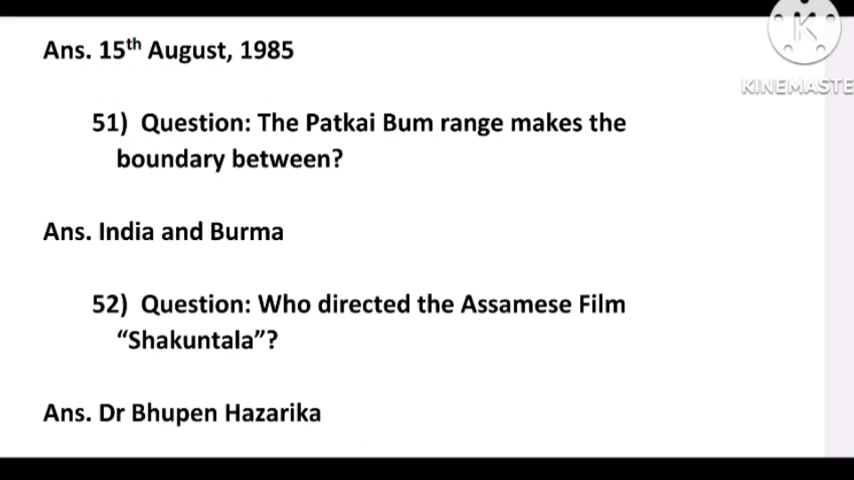 Ans. 15th August, 1985
KINEMASTE
51) Question: The Patkai Bum range makes the
boundary between?
Ans. India and Burma
52) Question: Who directed the Assamese Film
“Shakuntala”?
Ans. Dr Bhupen Hazarika